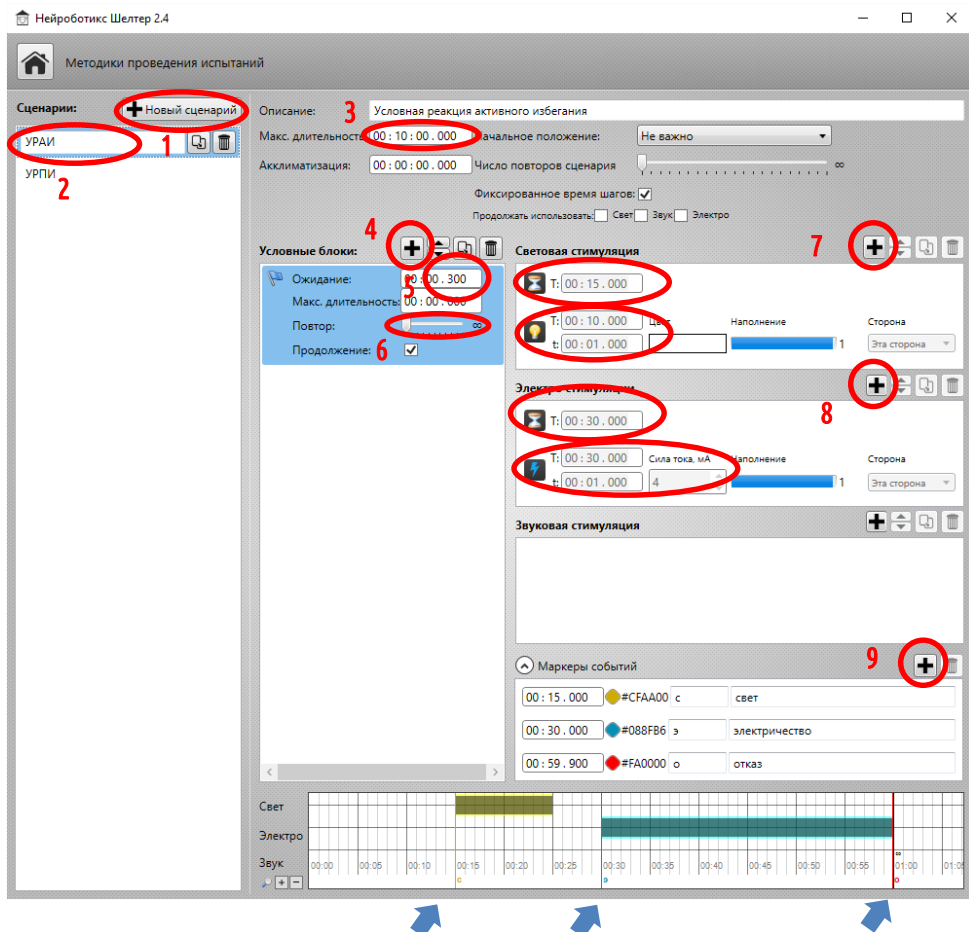 Нейроботикс Шелтер 2.4
Методики проведения испытаний
Сценарии:
Новый сценарий
1
УРАИ
УРПИ
2
Описание:
3
Условная реакция активного избегания
Макс. длительность
00 : 10 : 00 . 000
Начальное положение:
Не важно
Акклиматизация:
00 : 00 : 00 . 000
Число повторов сценария
∞
Фиксированное время шагов:
Продолжать использовать:
Свет
Звук
Электро
4
Условные блоки:
Ожидание:
00 : 00 . 300
5
Макс. длительность:
00 : 00 . 000
Повтор:
∞
6
Продолжение:
Световая стимуляция
7
T:
00 : 15 . 000
T:
00 : 10 . 000
Цвет
Наполнение
Сторона
t:
00 : 01 . 000
1
Эта сторона
Электро стимуляции
8
T:
00 : 30 . 000
T:
00 : 30 . 000
Сила тока, мА
Наполнение
Сторона
t:
00 : 01 . 000
4
1
Эта сторона
Звуковая стимуляция
Маркеры событий
9
00 : 15 . 000
#CFAA00
с
свет
00 : 30 . 000
#088FB6
э
электричество
00 : 59 . 900
#FA0000
о
отказ
Свет
Электро
Звук
00:00
00:05
00:10
00:15
00:20
00:25
00:30
00:35
00:40
00:45
00:50
00:55
∞
01:00
с
э
о